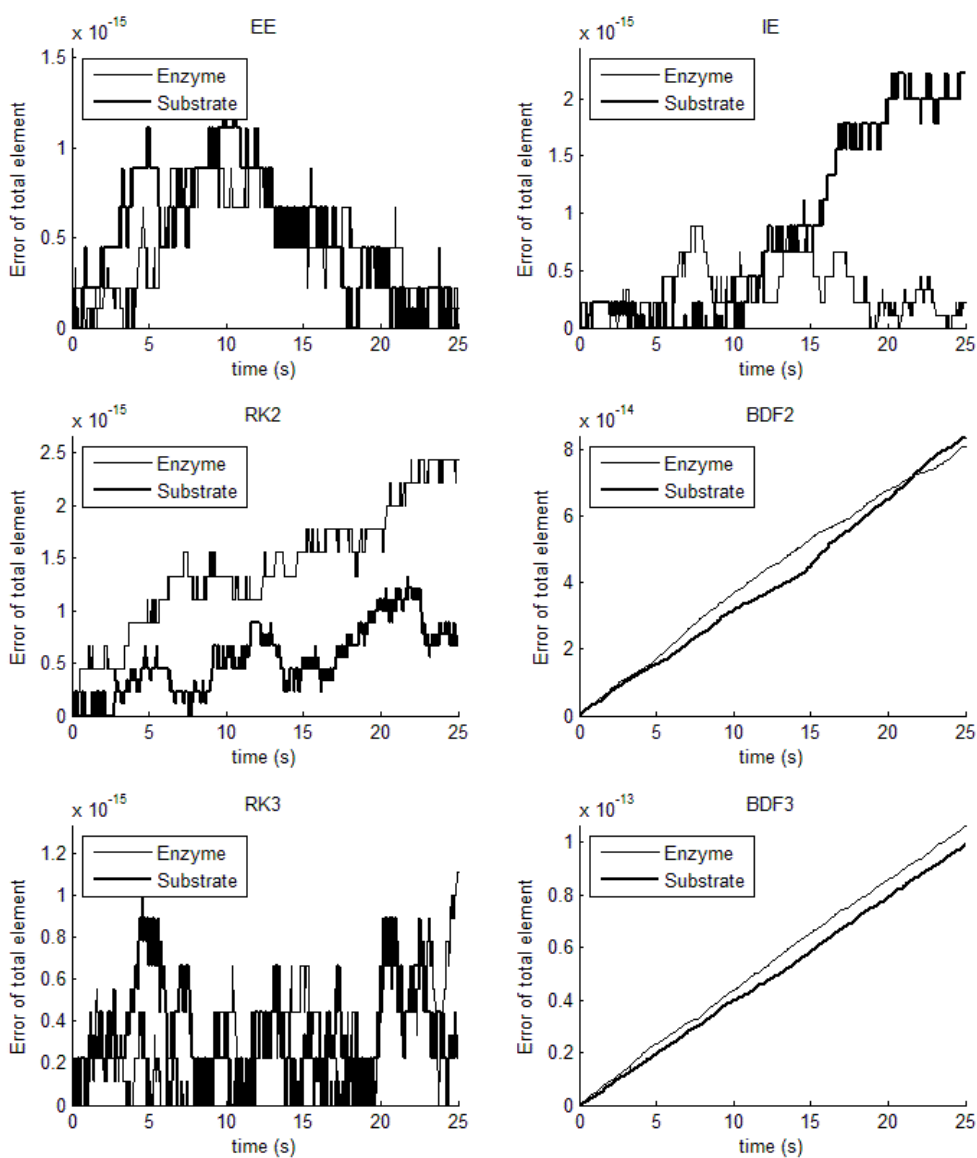 x 10-15
EE
1.5
1
0.5
0
Enzyme
Substrate
Error of total element
0 5 10 15 20 25
time (s)
x 10-15
IE
2
1.5
1
0.5
0
Enzyme
Substrate
Error of total element
0 5 10 15 20 25
time (s)
x 10-15
RK2
2.5
2
1.5
1
0.5
0
Enzyme
Substrate
Error of total element
0 5 10 15 20 25
time (s)
x 10-14
BDF2
8
6
4
2
0
Enzyme
Substrate
Error of total element
0 5 10 15 20 25
time (s)
x 10-15
RK3
1.2
1
0.8
0.6
0.4
0.2
0
Enzyme
Substrate
Error of total element
0 5 10 15 20 25
time (s)
x 10-13
BDF3
1
0.8
0.6
0.4
0.2
0
Enzyme
Substrate
Error of total element
0 5 10 15 20 25
time (s)